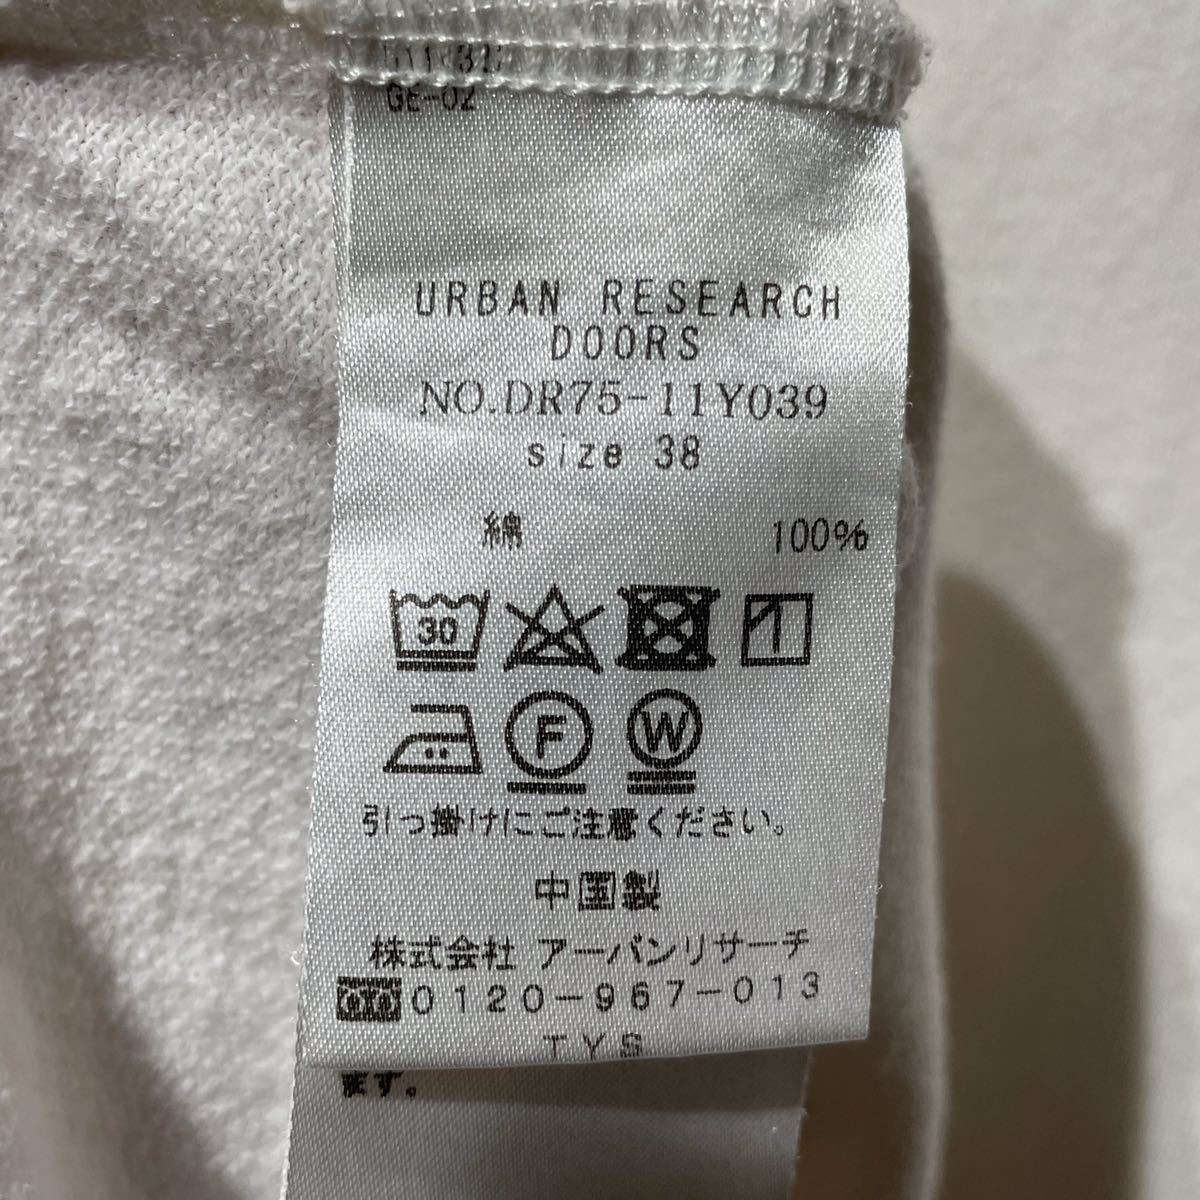 GE-02
URBAN RESEARCH
DOORS
NO.DR75-11Y039
size 38
綿 100%
30
F W
引っ掛けにご注意ください。
中国製
株式会社 アーバンリサーチ
0120-967-013
TYS
ます。